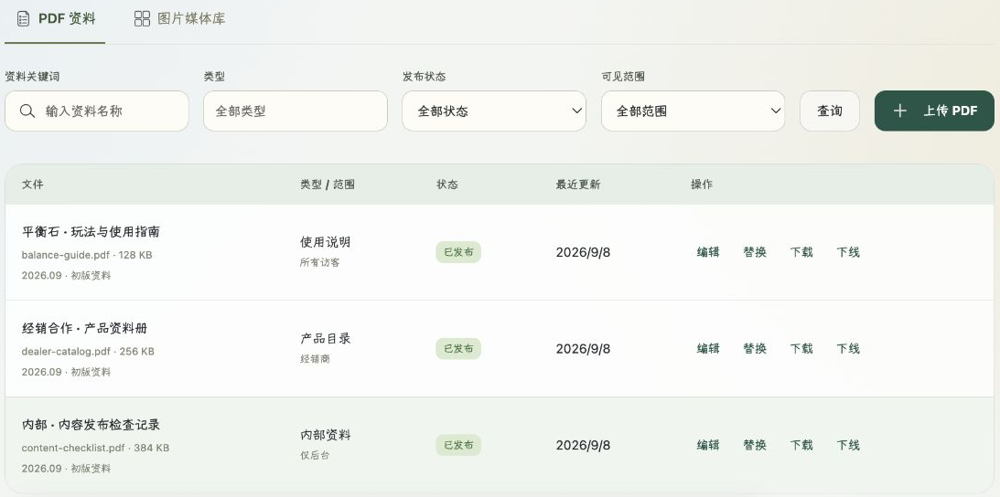 PDF 资料
图片媒体库
资料关键词
类型
发布状态
可见范围
输入资料名称
全部类型
全部状态
全部范围
查询
上传 PDF
文件
类型 / 范围
状态
最近更新
操作
平衡石 · 玩法与使用指南
balance-guide.pdf · 128 KB
2026.09 · 初版资料
使用说明
所有访客
已发布
2026/9/8
编辑
替换
下载
下线
经销合作 · 产品资料册
dealer-catalog.pdf · 256 KB
2026.09 · 初版资料
产品目录
经销商
已发布
2026/9/8
编辑
替换
下载
下线
内部 · 内容发布检查记录
content-checklist.pdf · 384 KB
2026.09 · 初版资料
内部资料
仅后台
已发布
2026/9/8
编辑
替换
下载
下线